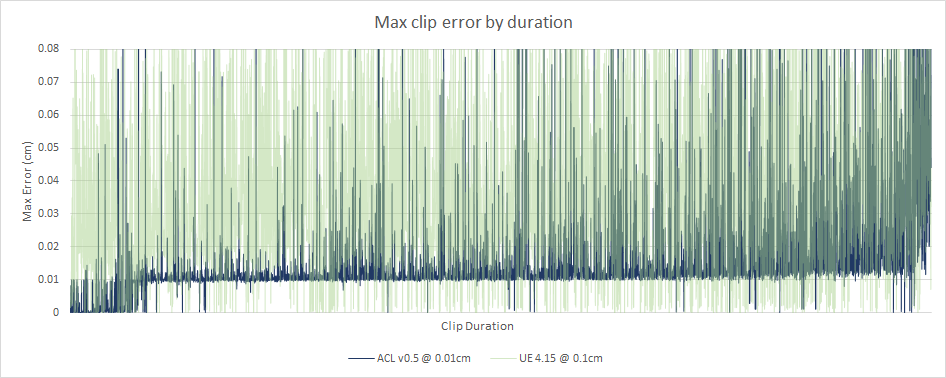 Max clip error by duration
0.08
0.07
0.06
0.05
0.04
0.03
0.02
0.01
0
Max Error (cm)
Clip Duration
ACL v0.5 @ 0.01cm
UE 4.15 @ 0.1cm